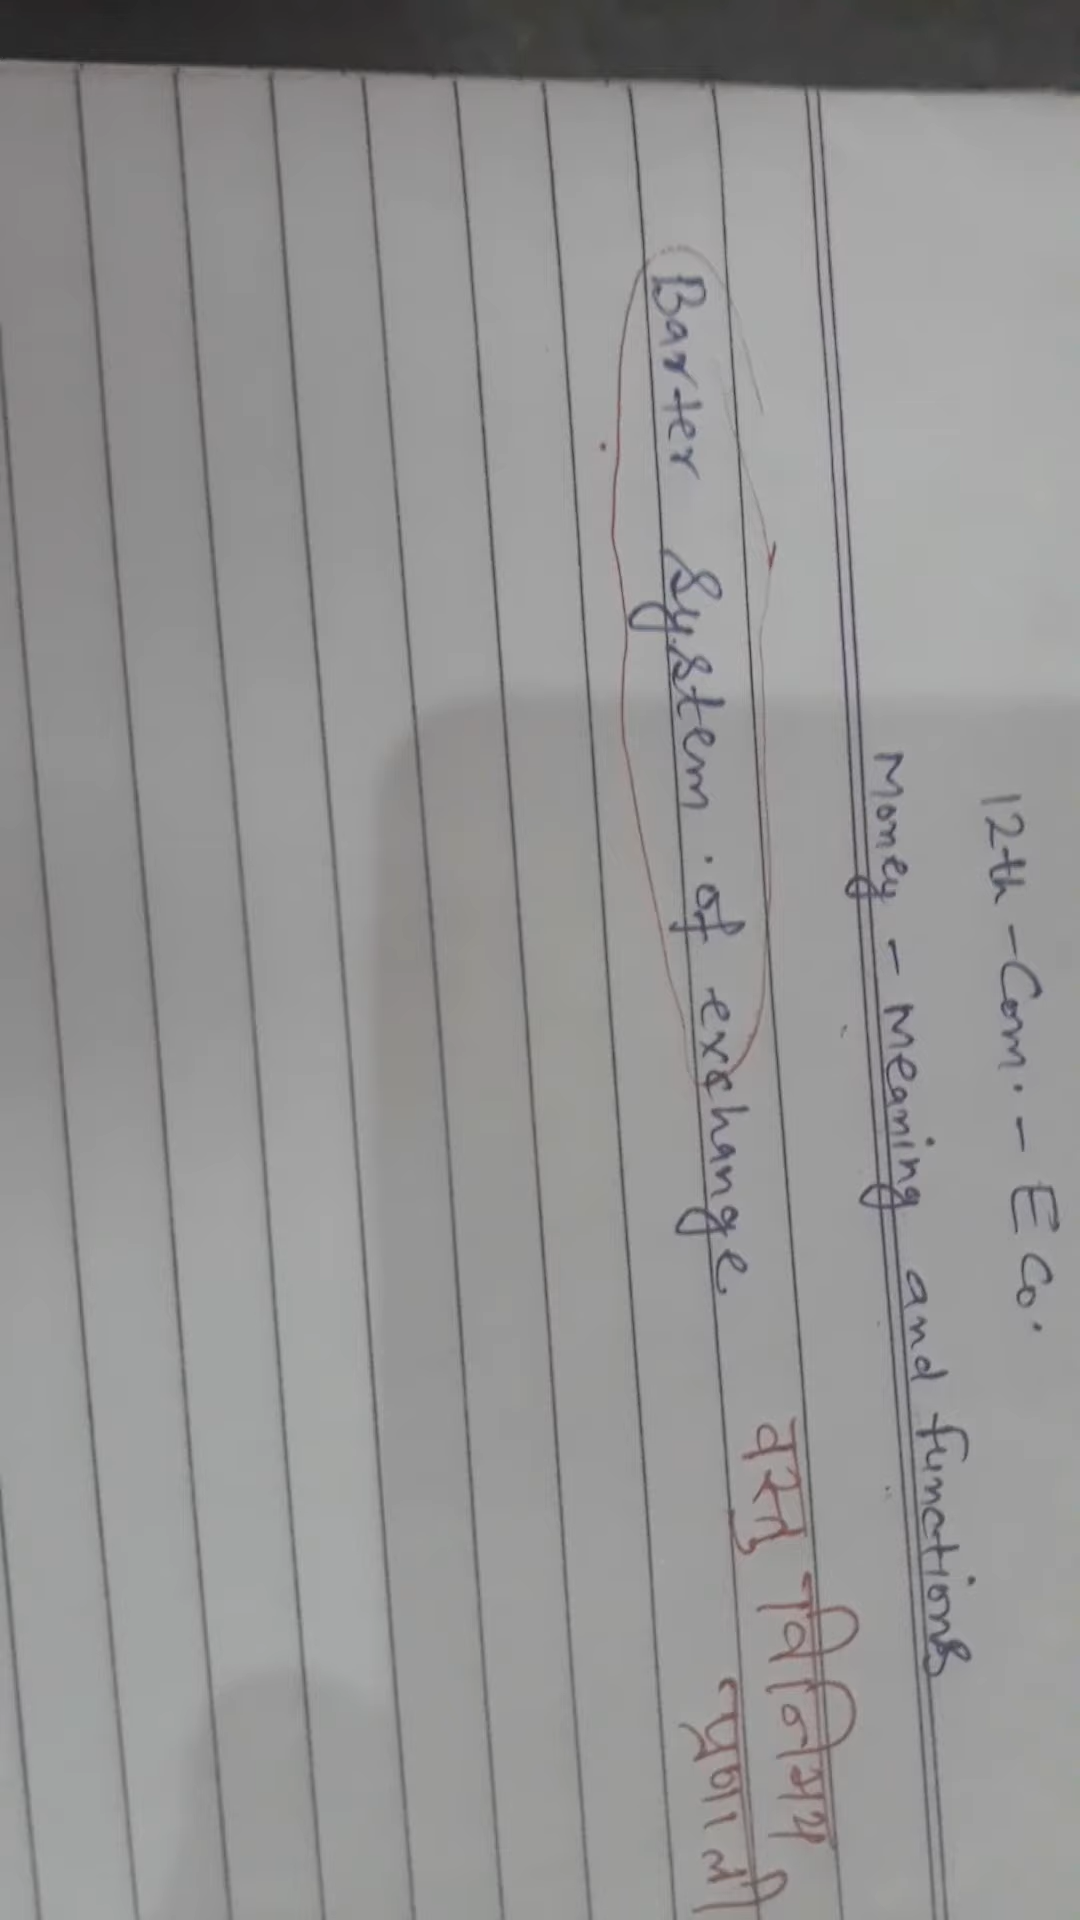 12th - Com. - Eco.
Money - Meaning and functions
Barter System of exchange वस्तु विनिमय
प्रणाली